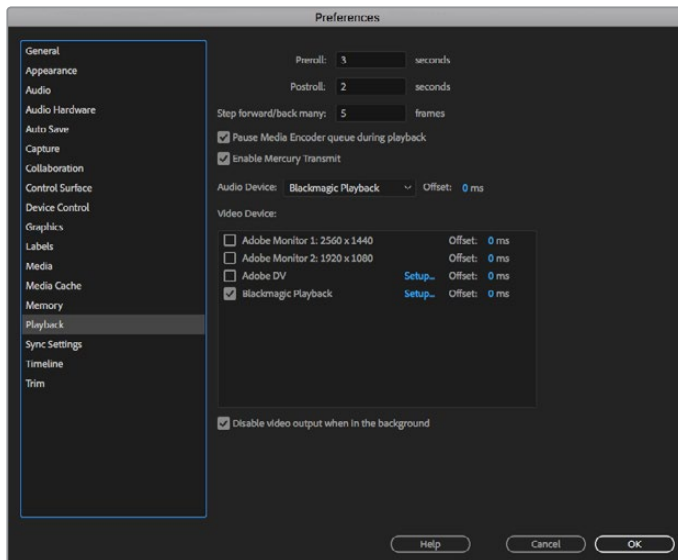 Preferences
General
Appearance
Audio
Audio Hardware
Auto Save
Capture
Collaboration
Control Surface
Device Control
Graphics
Labels
Media
Media Cache
Memory
Playback
Sync Settings
Timeline
Trim
Preroll: 3 seconds
Postroll: 2 seconds
Step forward/back many: 5 frames
Pause Media Encoder queue during playback
Enable Mercury Transmit
Audio Device: Blackmagic Playback Offset: 0 ms
Video Device:
Adobe Monitor 1: 2560 x 1440 Offset: 0 ms
Adobe Monitor 2: 1920 x 1080 Offset: 0 ms
Adobe DV Setup... Offset: 0 ms
Blackmagic Playback Setup... Offset: 0 ms
Disable video output when in the background
Help Cancel OK